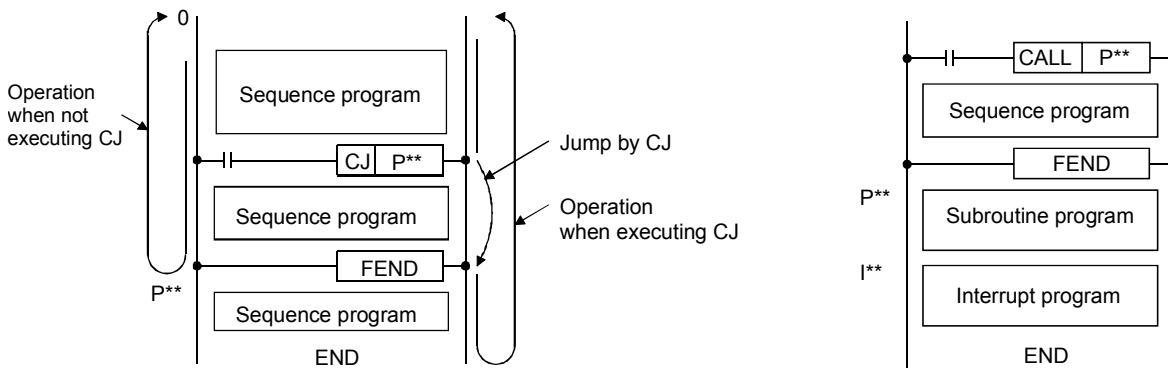 0
Operation
when not
executing CJ
Sequence program
CJ P**
Jump by CJ
Sequence program
Operation
when executing CJ
FEND
P**
Sequence program
END
CALL P**
Sequence program
FEND
P**
Subroutine program
I**
Interrupt program
END